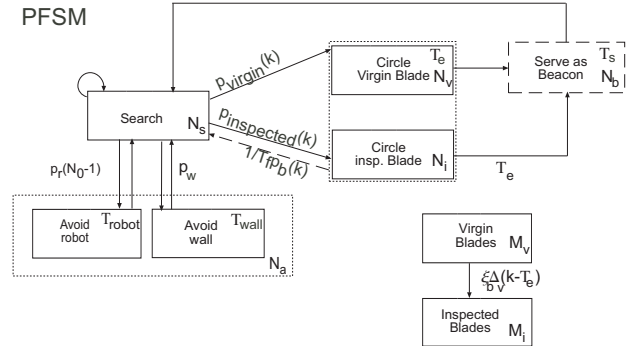 PFSM
Circle
Virgin Blade
T_e
N_v
Serve as
Beacon
T_s
N_b
p_virgin(k)
Search
N_s
p_inspected(k)
1/T_f p_b(k)
Circle
insp. Blade
N_i
T_e
p_r(N_0-1)
p_w
Avoid
robot
T_robot
Avoid
wall
T_wall
N_a
Virgin
Blades
M_v
ξ_b Δ_v(k-T_e)
Inspected
Blades
M_i